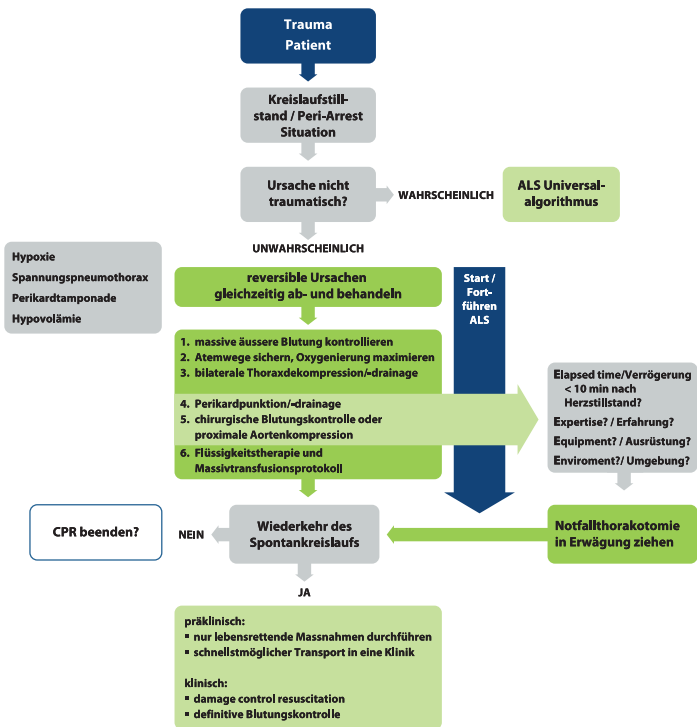 Trauma
Patient
Kreislaufstill-
stand / Peri-Arrest
Situation
Ursache nicht
traumatisch?
WAHRSCHEINLICH
ALS Universal-
algorithmus
UNWAHRSCHEINLICH
Hypoxie
Spannungspneumothorax
Perikardtamponade
Hypovolämie
reversible Ursachen
gleichzeitig ab- und behandeln
Start /
Fort-
führen
ALS
1. massive äussere Blutung kontrollieren
2. Atemwege sichern, Oxygenierung maximieren
3. bilaterale Thoraxdekompression/-drainage
4. Perikardpunktion/-drainage
5. chirurgische Blutungskontrolle oder
proximale Aortenkompression
6. Flüssigkeitstherapie und
Massivtransfusionsprotokoll
Elapsed time/Verrögerung
< 10 min nach
Herzstillstand?
Expertise? / Erfahrung?
Equipment? / Ausrüstung?
Enviroment?/ Umgebung?
CPR beenden?
NEIN
Wiederkehr des
Spontankreislaufs
Notfallthorakotomie
in Erwägung ziehen
JA
präklinisch:
▪ nur lebensrettende Massnahmen durchführen
▪ schnellstmöglicher Transport in eine Klinik
klinisch:
▪ damage control resuscitation
▪ definitive Blutungskontrolle